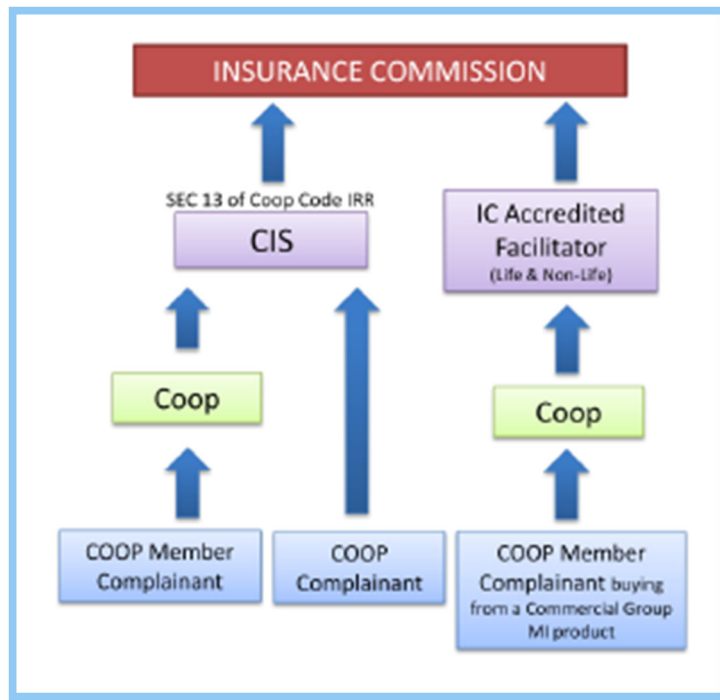 INSURANCE COMMISSION
SEC 13 of Coop Code IRR
CIS
IC Accredited
Facilitator
(Life & Non-Life)
Coop
Coop
COOP Member
Complainant
COOP
Complainant
COOP Member
Complainant buying
from a Commercial Group
MI product